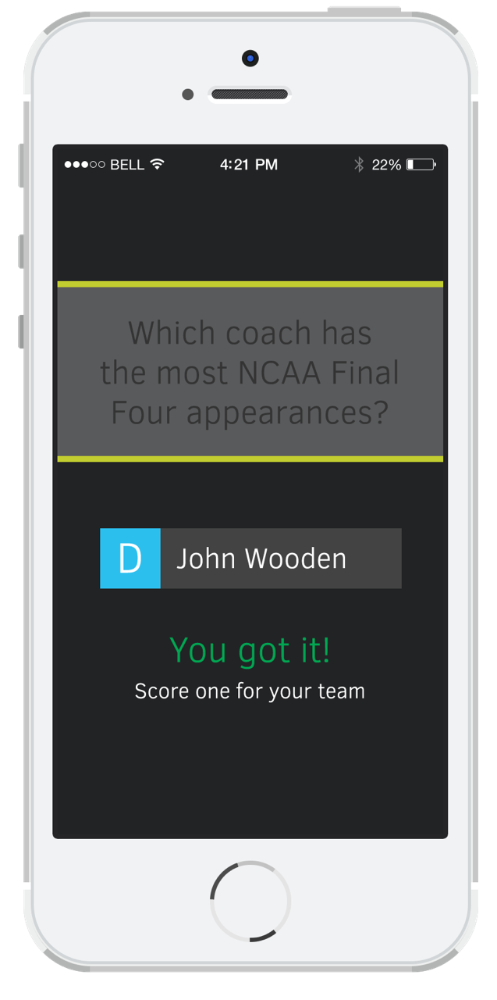 BELL 4:21 PM 22%
Which coach has
the most NCAA Final
Four appearances?
D John Wooden
You got it!
Score one for your team